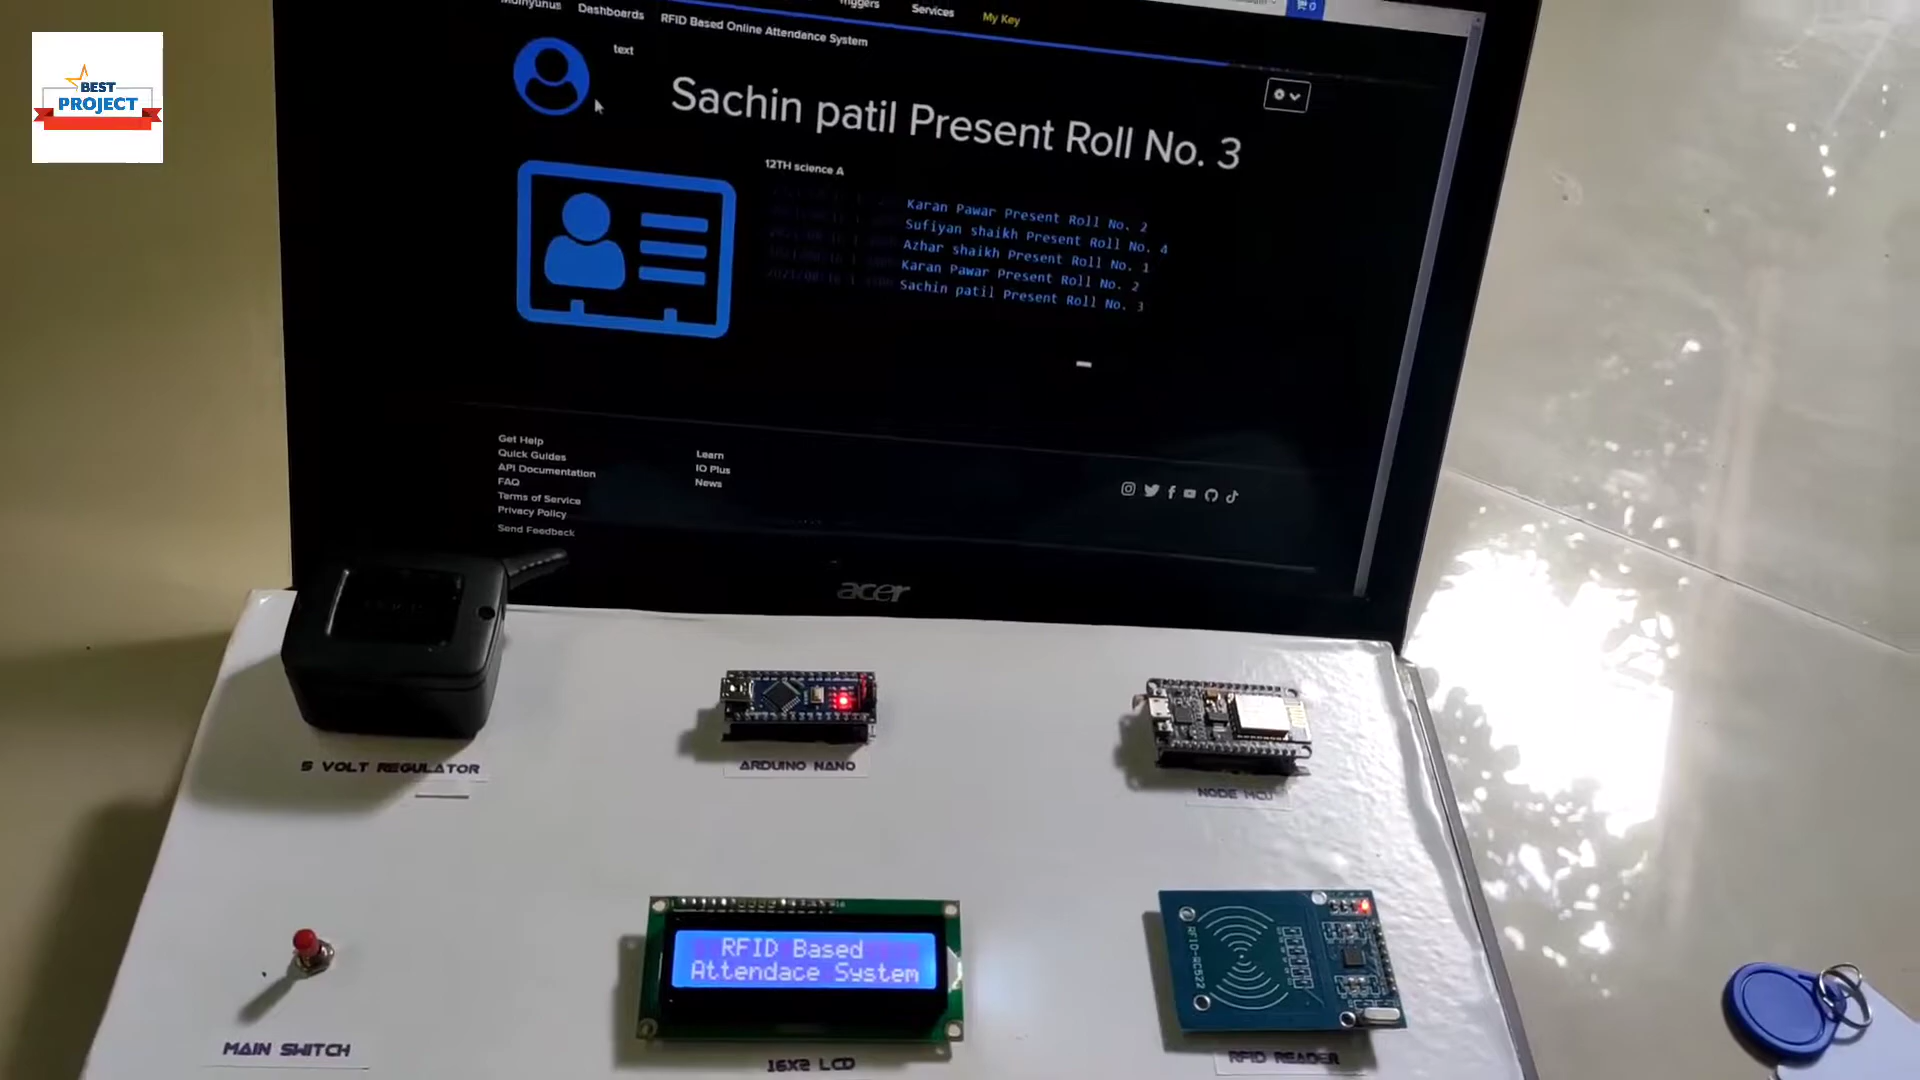 BEST
PROJECT
Dashboards
Services
My Key
0
RFID Based Online Attendance System
text
Sachin patil Present Roll No. 3
12TH science A
Karan Pawar Present Roll No. 2
Sufiyan shaikh Present Roll No. 4
Azhar shaikh Present Roll No. 1
Karan Pawar Present Roll No. 2
Sachin patil Present Roll No. 3
Get Help
Quick Guides
API Documentation
FAQ
Terms of Service
Privacy Policy
Send Feedback
Learn
IO Plus
News
acer
5 VOLT REGULATOR
ARDUINO NANO
NODE MCU
RFID Based
Attendace System
RFID-RC522
MAIN SWITCH
16X2 LCD
RFID READER